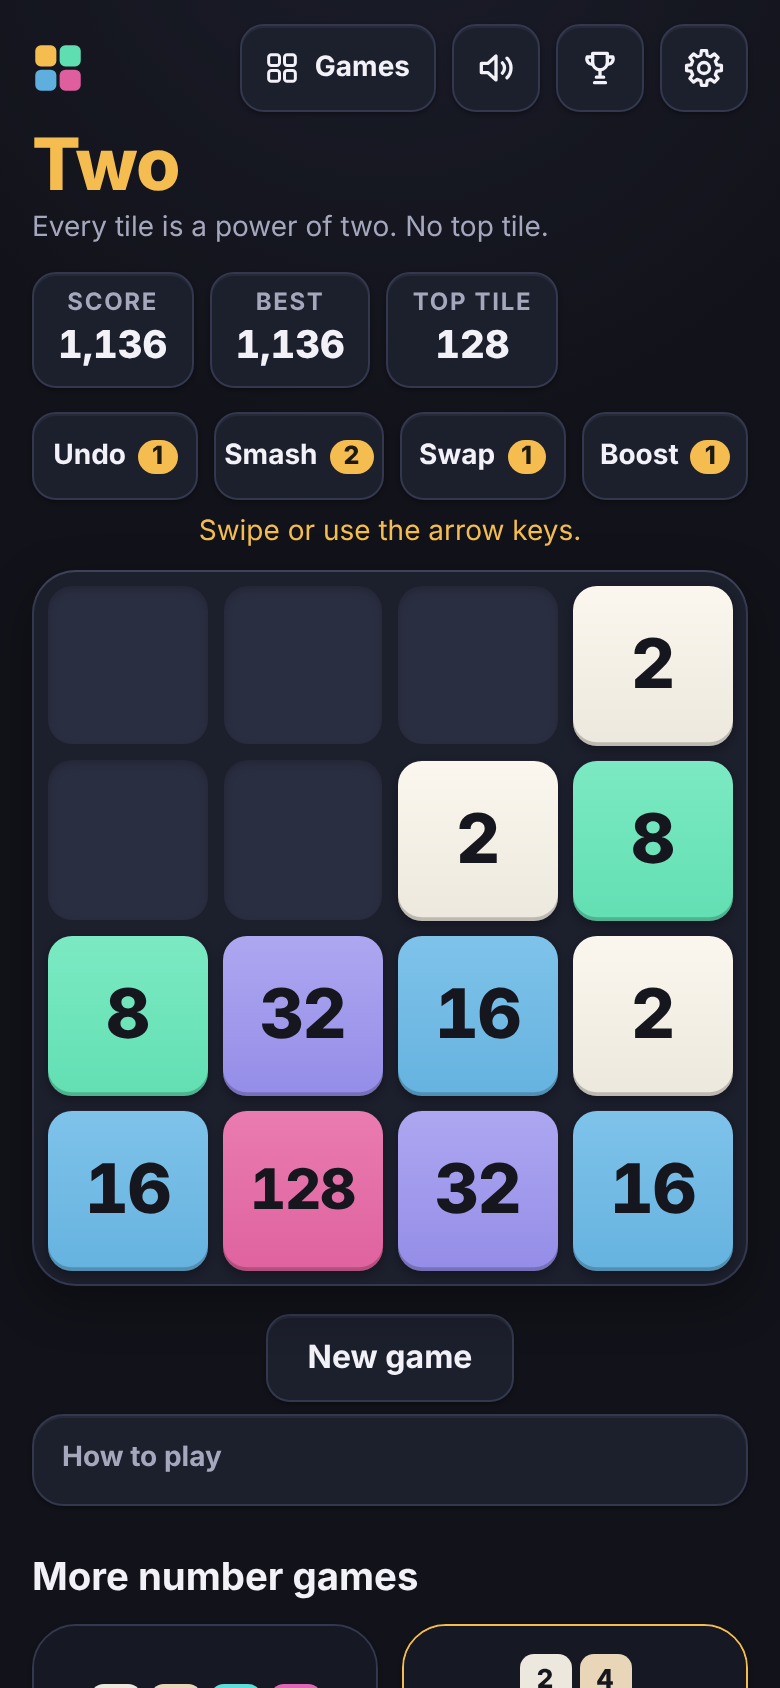 Games
Two
Every tile is a power of two. No top tile.
SCORE BEST TOP TILE
1,136 1,136 128
Undo 1 Smash 2 Swap 1 Boost 1
Swipe or use the arrow keys.
2
2 8
8 32 16 2
16 128 32 16
New game
How to play
More number games
2 4